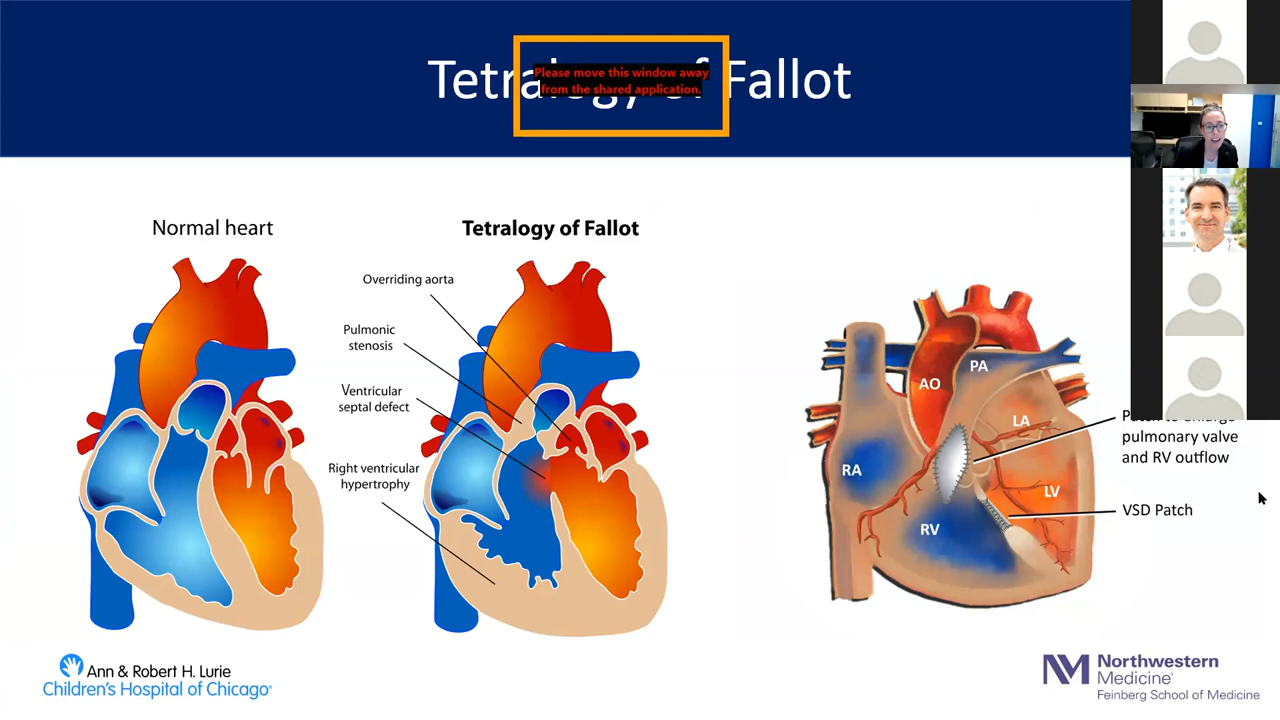 Tetralogy of Fallot
Please move this window away
from the shared application.
Normal heart
Tetralogy of Fallot
Overriding aorta
Pulmonic
stenosis
Ventricular
septal defect
Right ventricular
hypertrophy
AO
PA
LA
RA
LV
RV
Patch to enlarge
pulmonary valve
and RV outflow
VSD Patch
Ann & Robert H. Lurie
Children's Hospital of Chicago®
NM
Northwestern
Medicine®
Feinberg School of Medicine